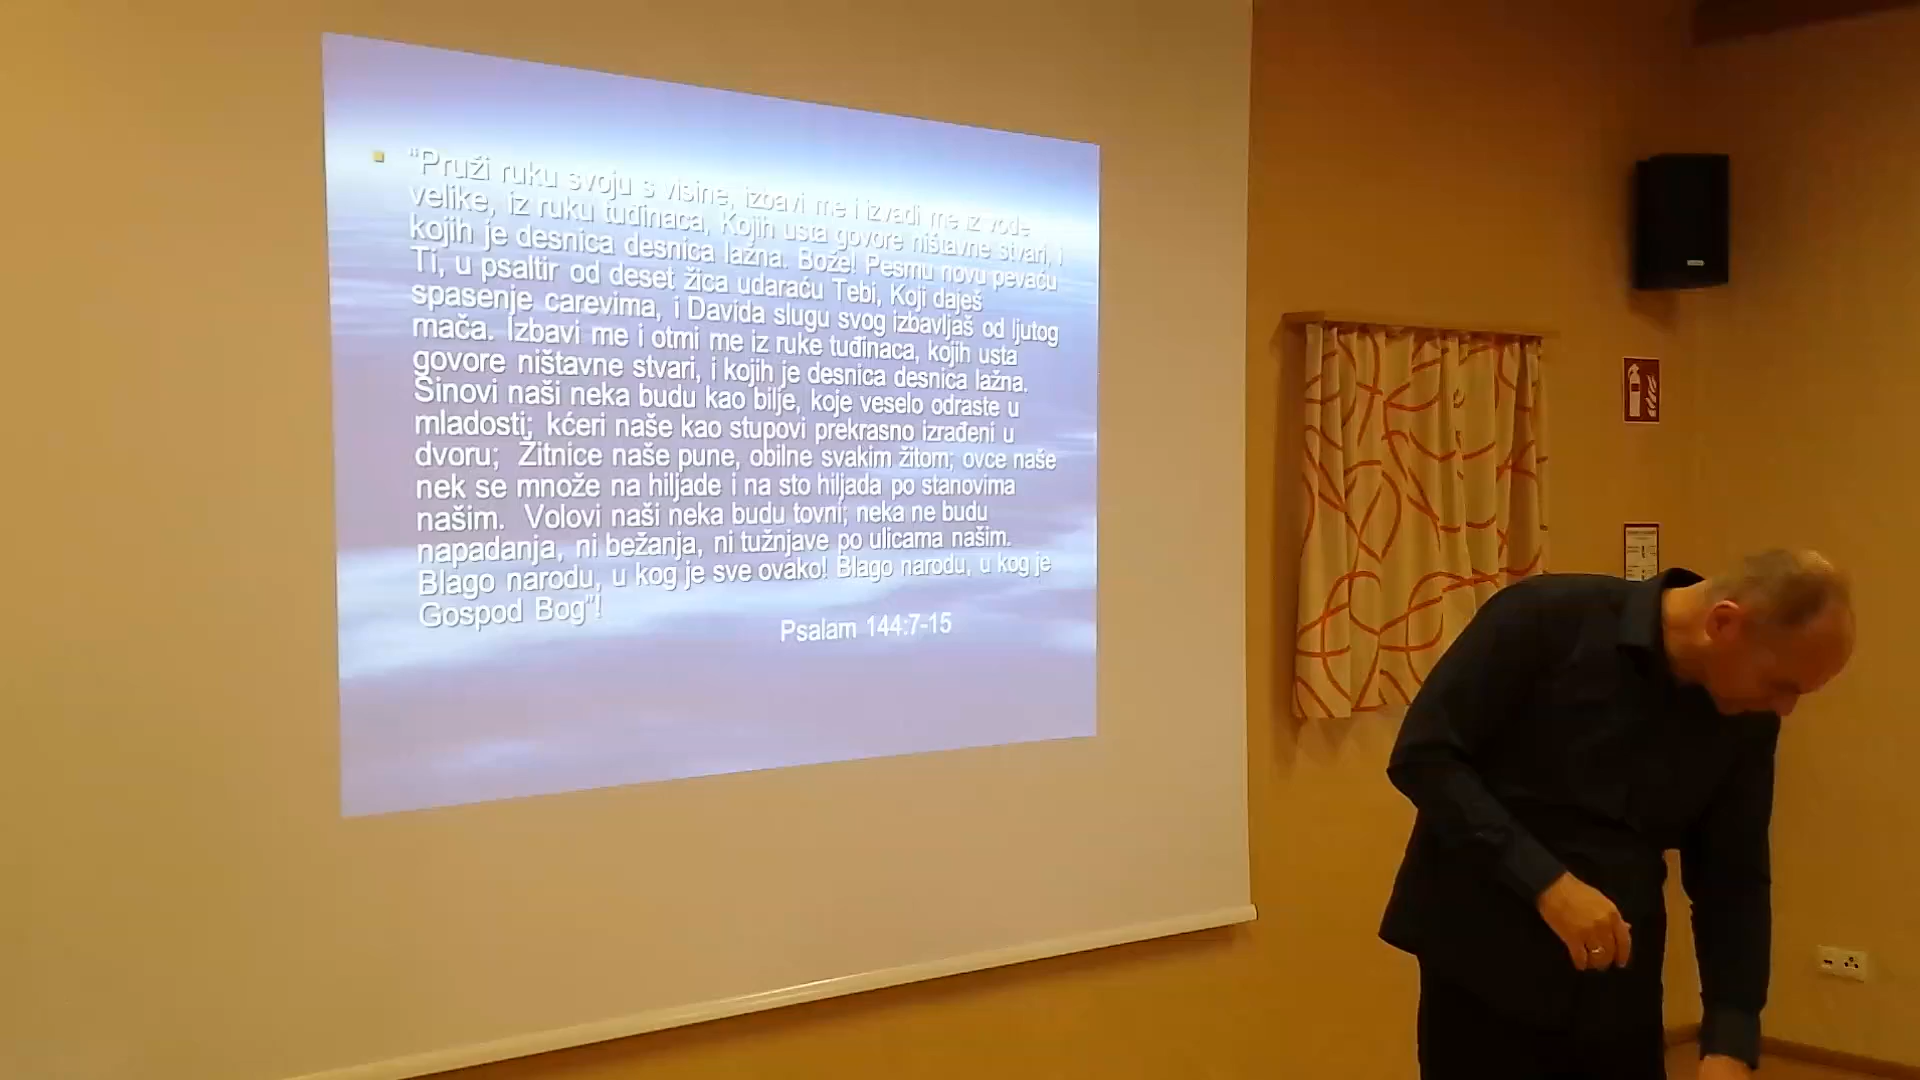 “Pruži ruku svoju s visine, izbavi me i izvadi me iz vode
velike, iz ruku tuđinaca, Kojih usta govore ništavne stvari, i
kojih je desnica desnica lažna. Bože! Pesmu novu pevaću
Ti, u psaltir od deset žica udaraću Tebi, Koji daješ
spasenje carevima, i Davida slugu svog izbavljaš od ljutog
mača. Izbavi me i otmi me iz ruke tuđinaca, kojih usta
govore ništavne stvari, i kojih je desnica desnica lažna.
Sinovi naši neka budu kao bilje, koje veselo odraste u
mladosti; kćeri naše kao stupovi prekrasno izrađeni u
dvoru; Žitnice naše pune, obilne svakim žitom; ovce naše
nek se množe na hiljade i na sto hiljada po stanovima
našim. Volovi naši neka budu tovni; neka ne budu
napadanja, ni bežanja, ni tužnjave po ulicama našim.
Blago narodu, u kog je sve ovako! Blago narodu, u kog je
Gospod Bog”!
Psalam 144:7-15